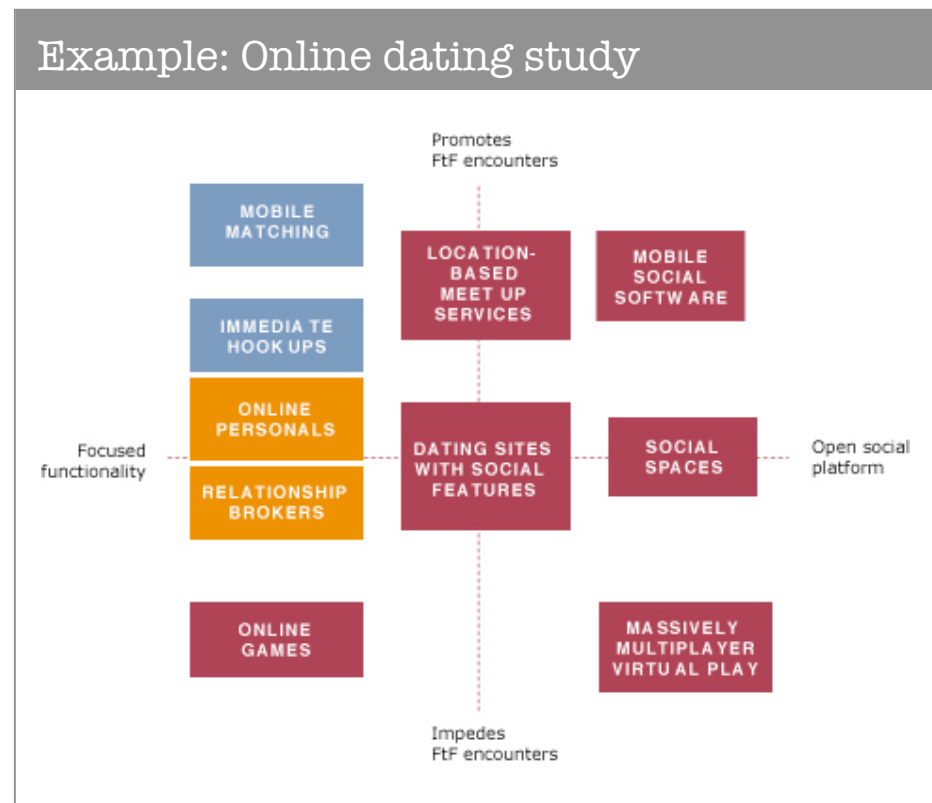 Example: Online dating study
Promotes
FtF encounters
MOBILE
MATCHING
LOCATION-
BASED
MEET UP
SERVICES
MOBILE
SOCIAL
SOFTWARE
IMMEDIATE
HOOK UPS
ONLINE
PERSONALS
Focused
functionality
DATING SITES
WITH SOCIAL
FEATURES
SOCIAL
SPACES
Open social
platform
RELATIONSHIP
BROKERS
ONLINE
GAMES
MASSIVELY
MULTIPLAYER
VIRTUAL PLAY
Impedes
FtF encounters